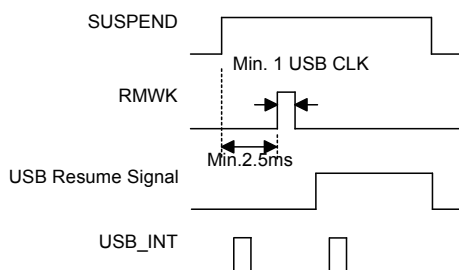 SUSPEND
Min. 1 USB CLK
RMWK
Min.2.5ms
USB Resume Signal
USB_INT